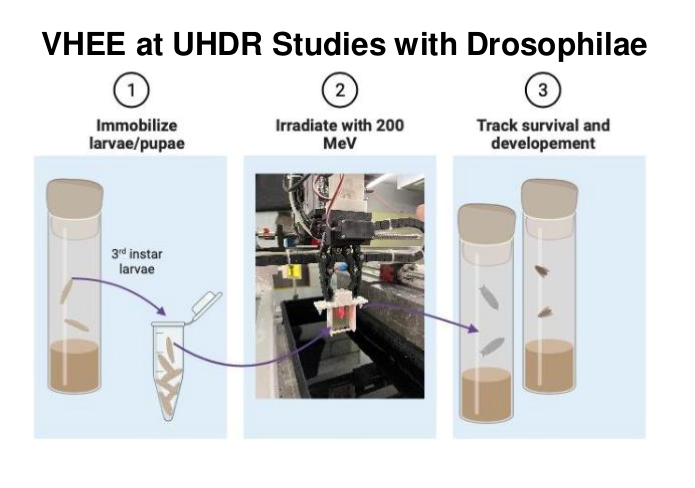 VHEE at UHDR Studies with Drosophilae
1
Immobilize
larvae/pupae
2
Irradiate with 200
MeV
3
Track survival and
developement
3rd instar
larvae